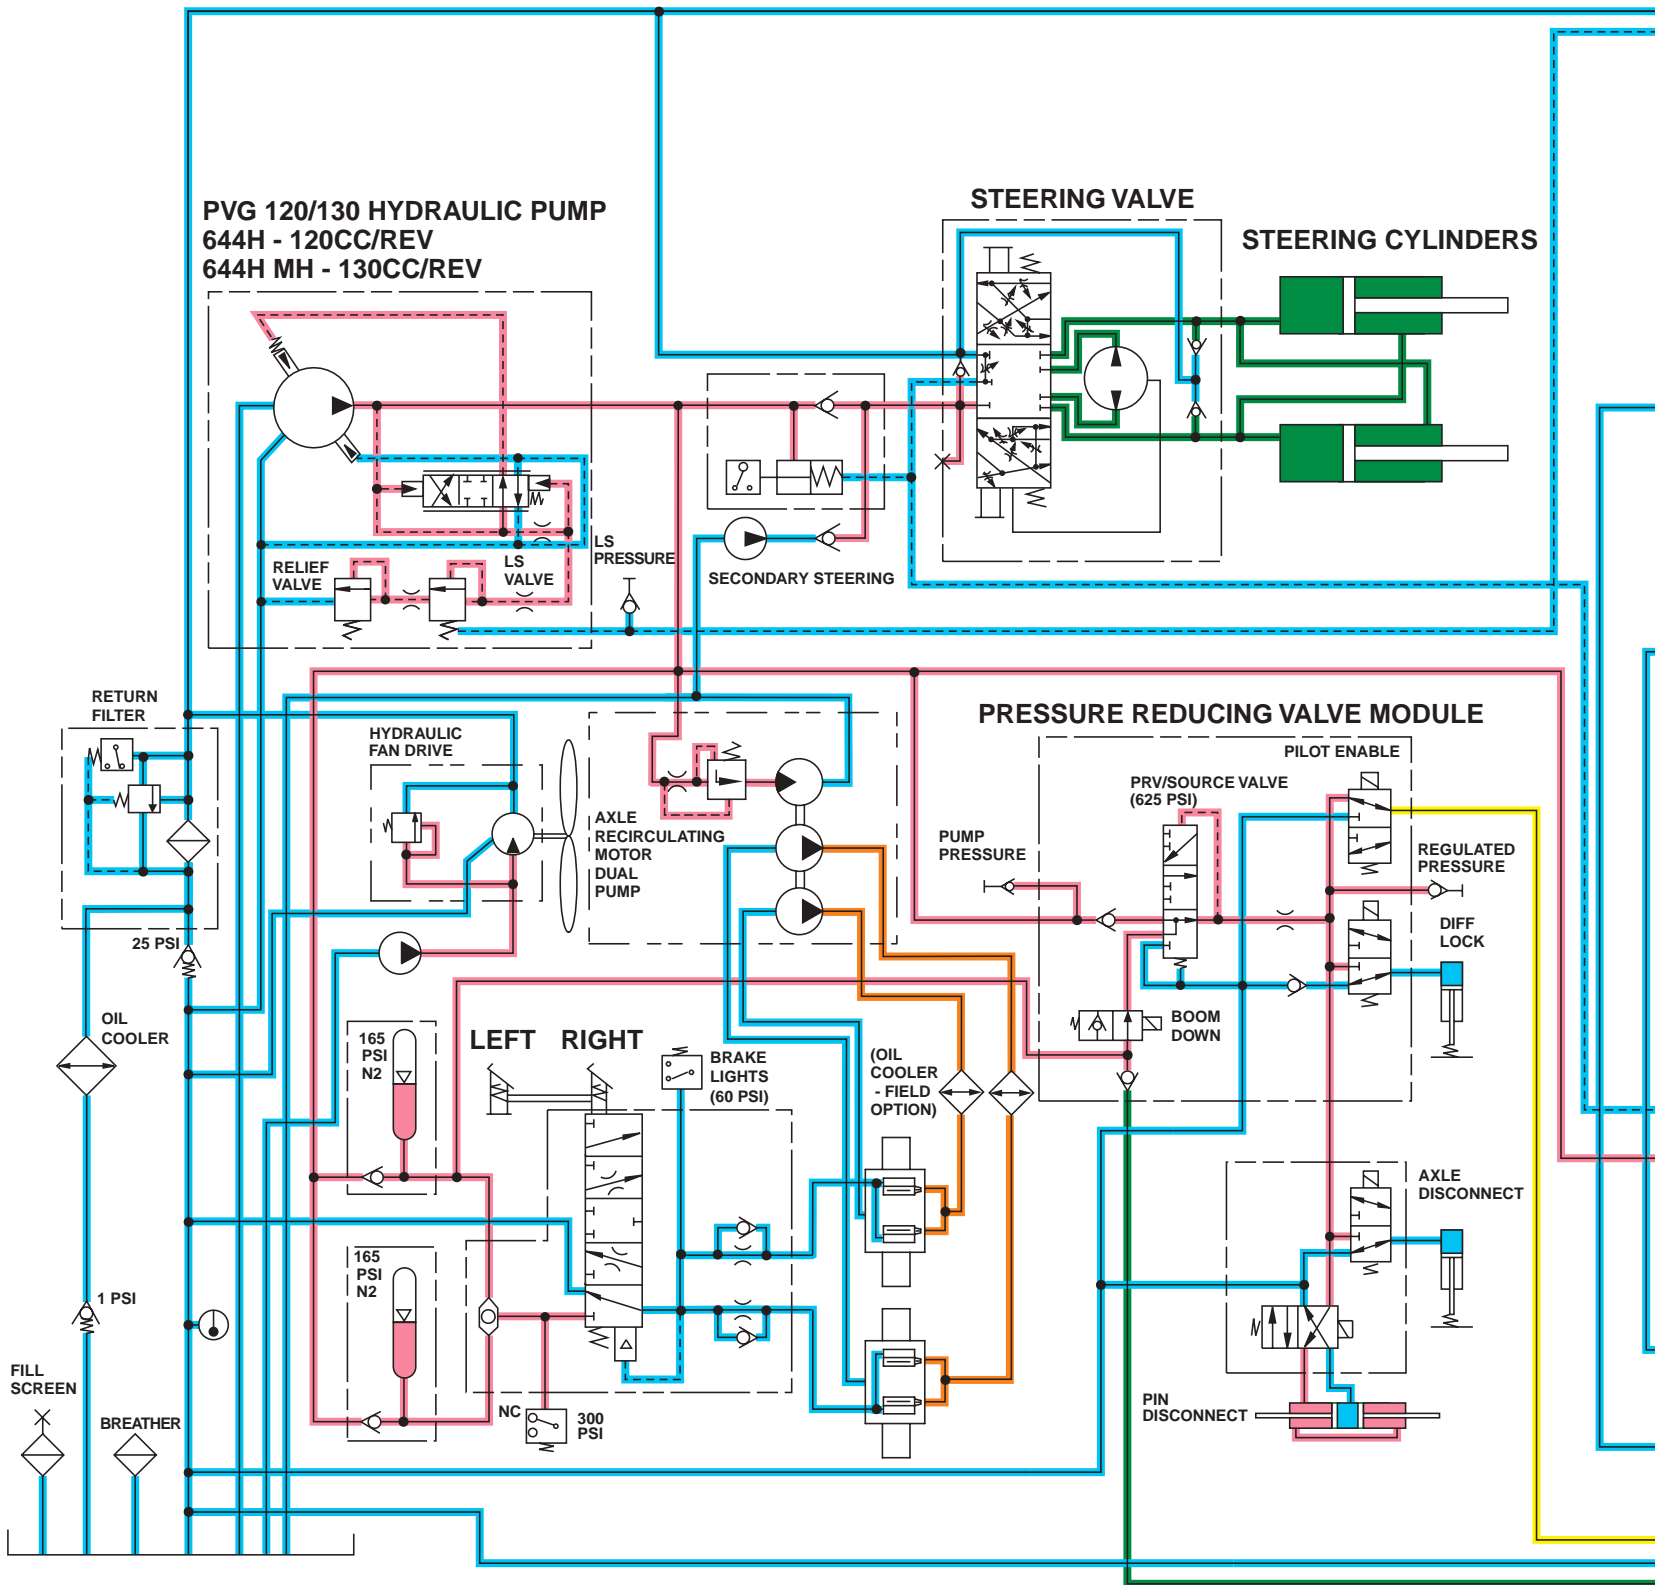 PVG 120/130 HYDRAULIC PUMP
644H - 120CC/REV
644H MH - 130CC/REV
STEERING VALVE
STEERING CYLINDERS
RELIEF
VALVE
LS
VALVE
LS
PRESSURE
SECONDARY STEERING
RETURN
FILTER
HYDRAULIC
FAN DRIVE
AXLE
RECIRCULATING
MOTOR
DUAL
PUMP
PRESSURE REDUCING VALVE MODULE
PILOT ENABLE
PRV/SOURCE VALVE
(625 PSI)
PUMP
PRESSURE
REGULATED
PRESSURE
DIFF
LOCK
BOOM
DOWN
25 PSI
OIL
COOLER
165
PSI
N2
LEFT RIGHT
BRAKE
LIGHTS
(60 PSI)
(OIL
COOLER
- FIELD
OPTION)
AXLE
DISCONNECT
165
PSI
N2
1 PSI
FILL
SCREEN
BREATHER
NC
300
PSI
PIN
DISCONNECT